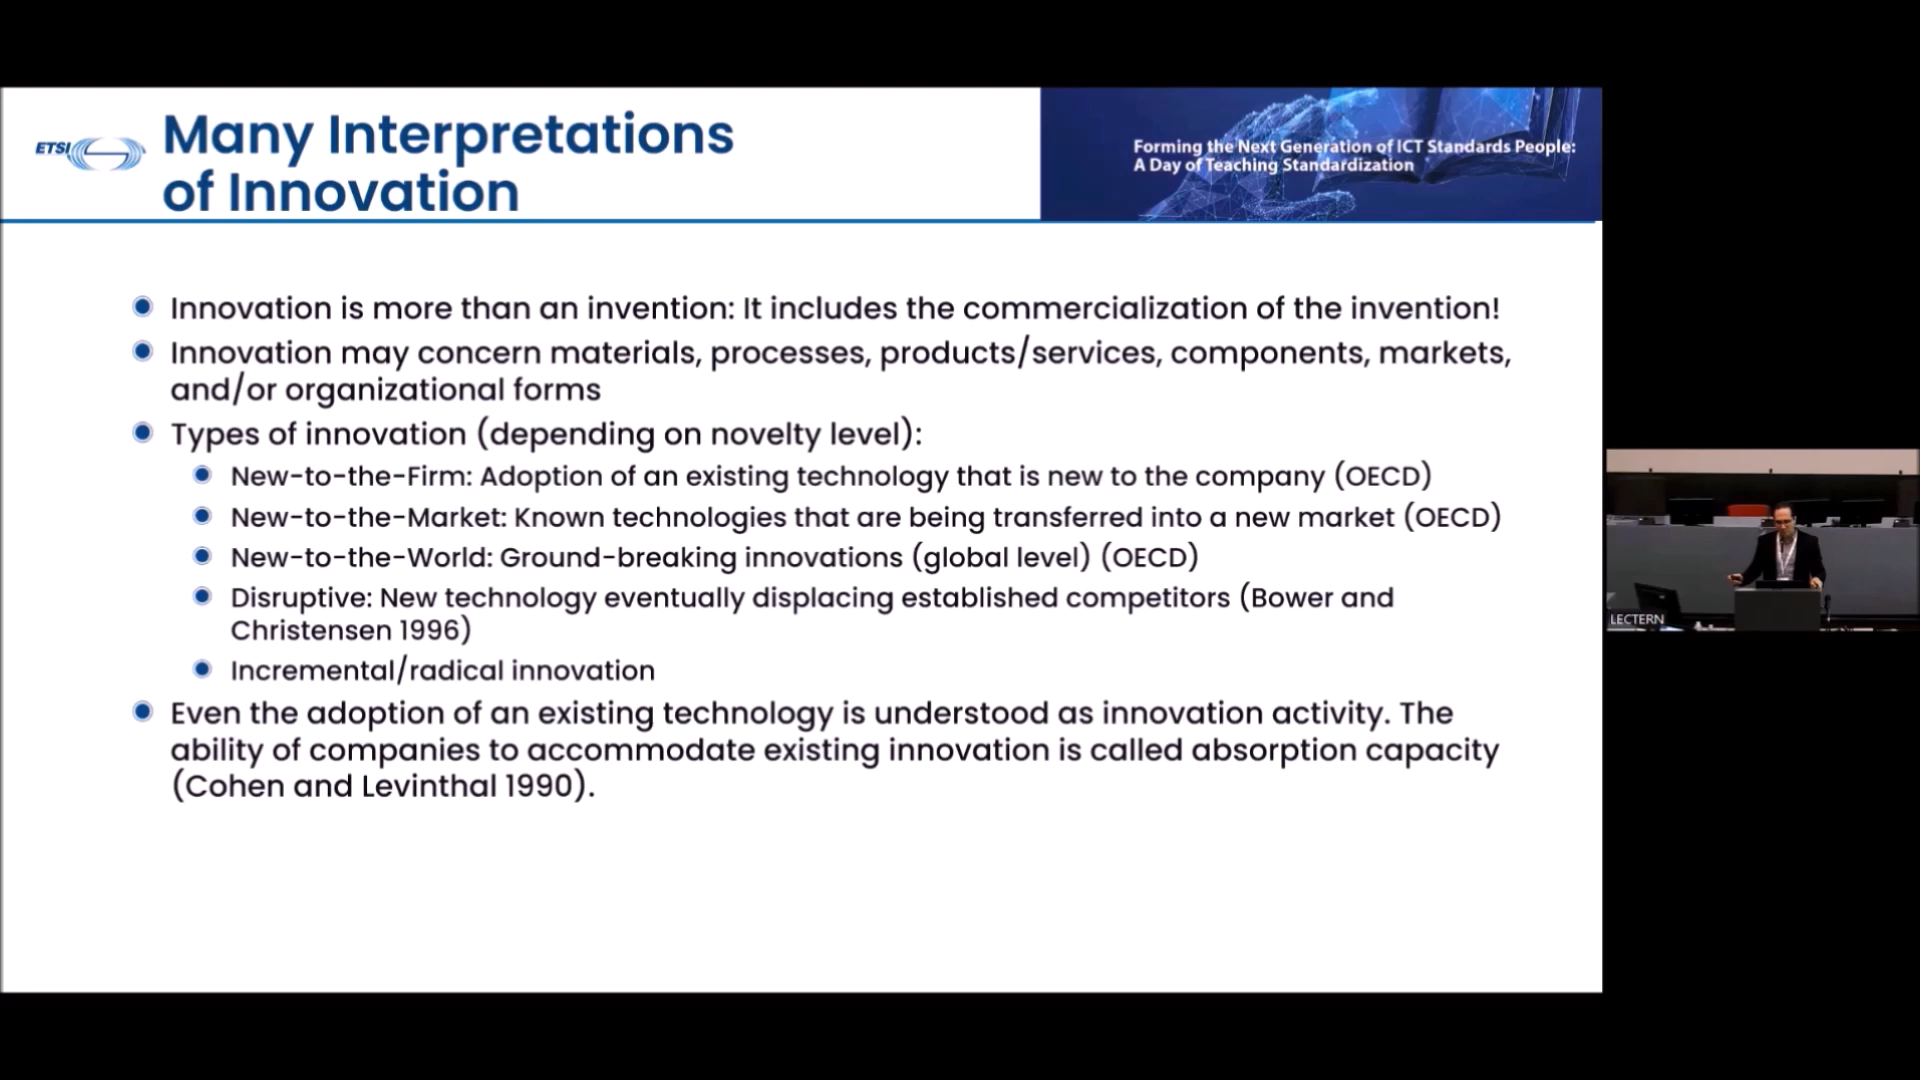 ETSI
Many Interpretations
of Innovation
Forming the Next Generation of ICT Standards People:
A Day of Teaching Standardization
Innovation is more than an invention: It includes the commercialization of the invention!
Innovation may concern materials, processes, products/services, components, markets,
and/or organizational forms
Types of innovation (depending on novelty level):
New-to-the-Firm: Adoption of an existing technology that is new to the company (OECD)
New-to-the-Market: Known technologies that are being transferred into a new market (OECD)
New-to-the-World: Ground-breaking innovations (global level) (OECD)
Disruptive: New technology eventually displacing established competitors (Bower and
Christensen 1996)
Incremental/radical innovation
Even the adoption of an existing technology is understood as innovation activity. The
ability of companies to accommodate existing innovation is called absorption capacity
(Cohen and Levinthal 1990).
LECTERN